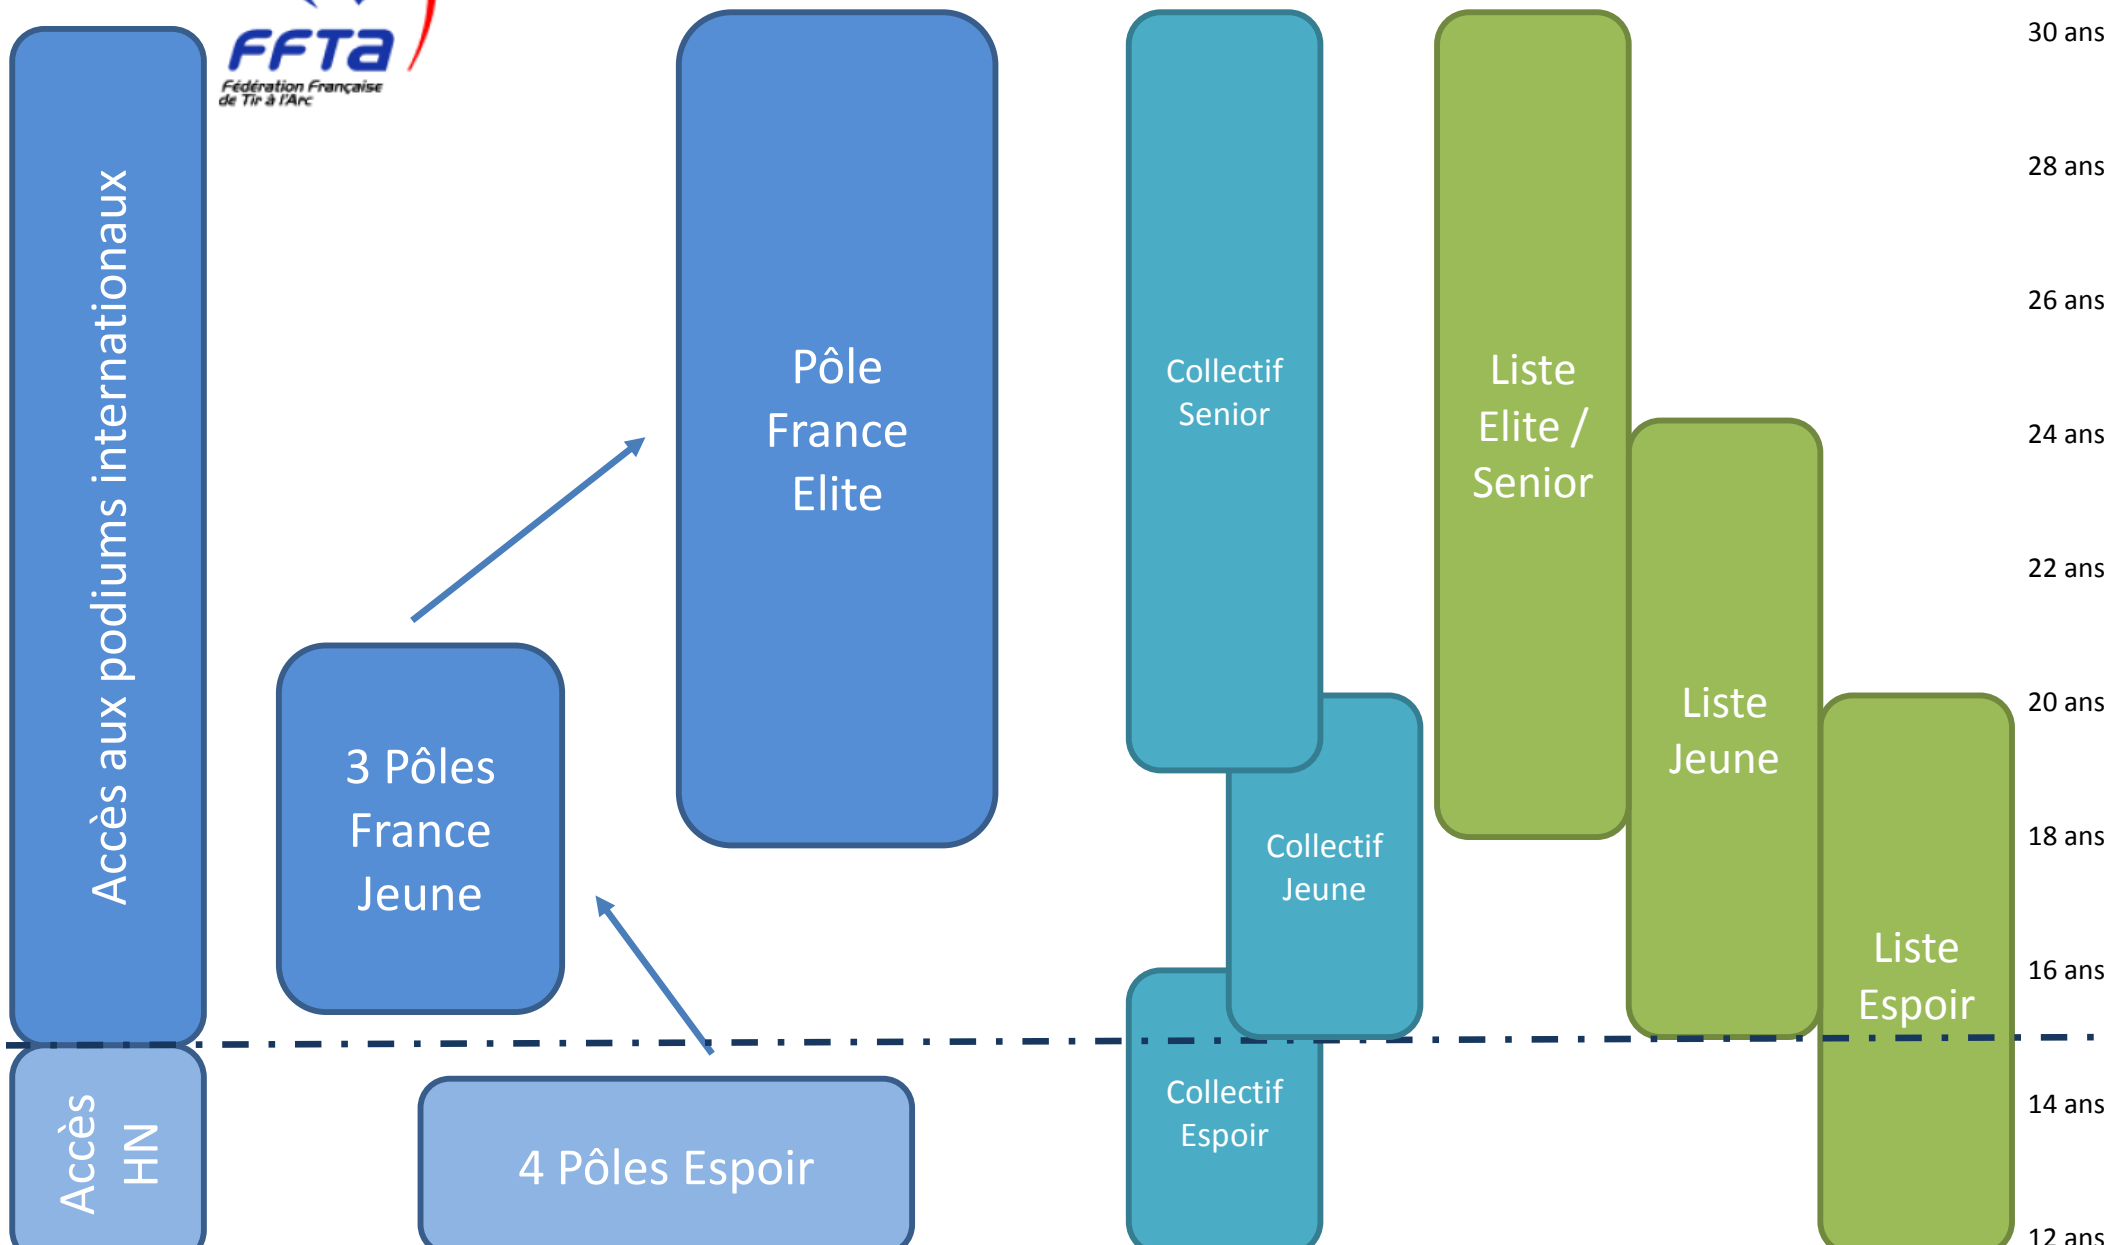 FFTa
Fédération Française
de Tir à l'Arc
Accès aux podiums internationaux
Accès
HN
3 Pôles
France
Jeune
4 Pôles Espoir
Pôle
France
Elite
Collectif
Senior
Collectif
Jeune
Collectif
Espoir
Liste
Elite /
Senior
Liste
Jeune
Liste
Espoir
30 ans
28 ans
26 ans
24 ans
22 ans
20 ans
18 ans
16 ans
14 ans
12 ans